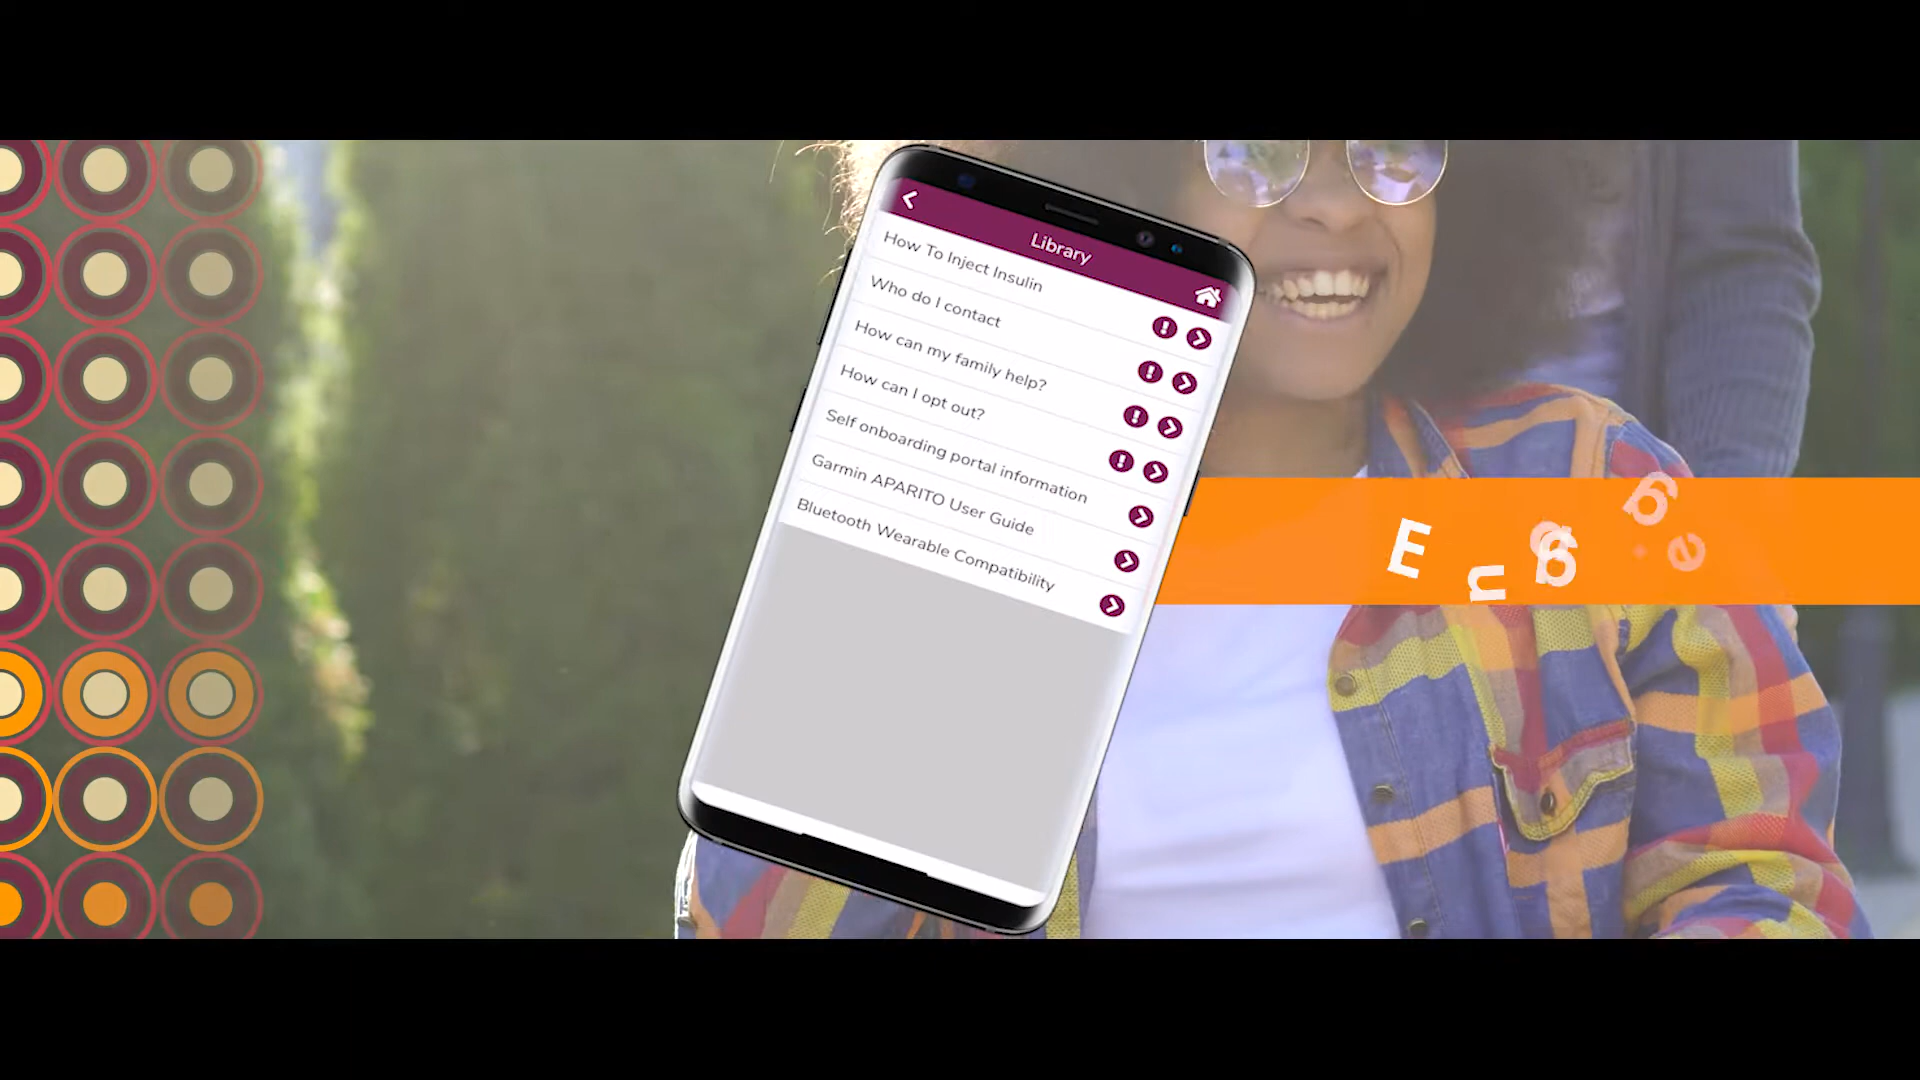 Library
How To Inject Insulin
Who do I contact
How can my family help?
How can I opt out?
Self onboarding portal information
Garmin APARITO User Guide
Bluetooth Wearable Compatibility